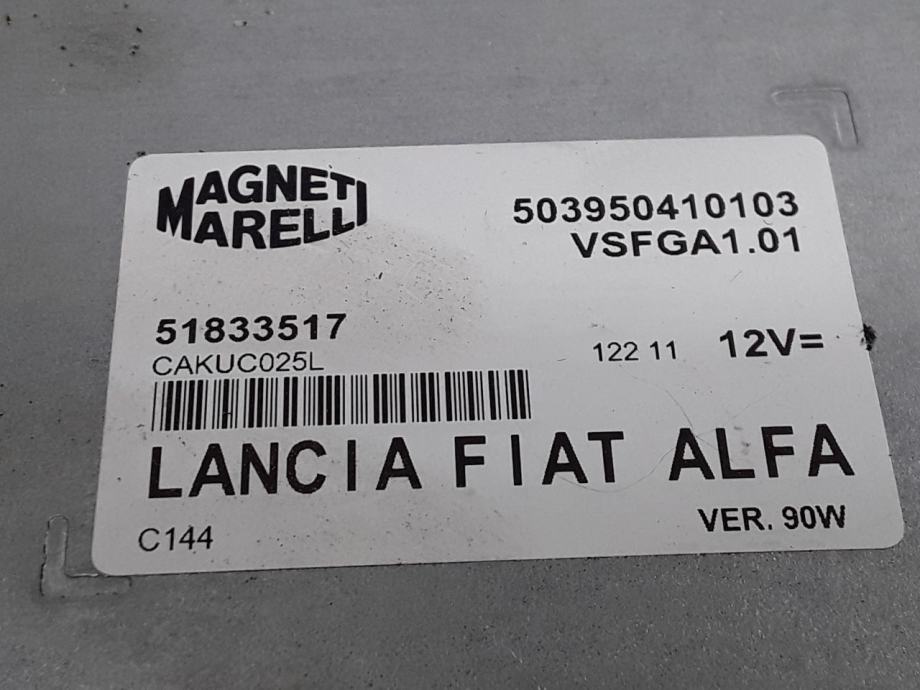 MAGNETI
MARELLI
503950410103
VSFGA1.01
51833517
CAKUC025L
122 11
12V=
LANCIA FIAT ALFA
C144
VER. 90W